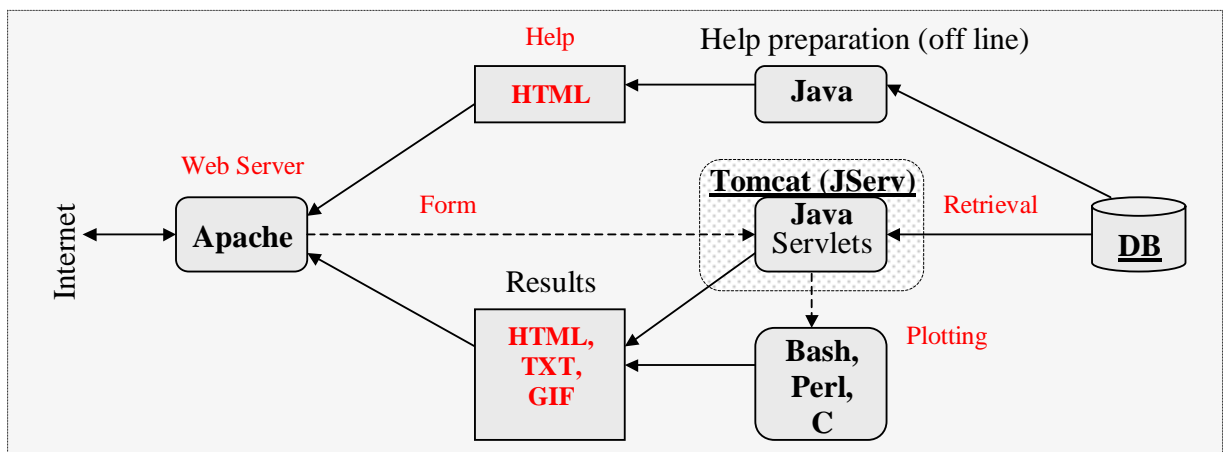 Help
Help preparation (off line)
HTML
Java
Web Server
Tomcat (JServ)
Internet
Apache
Form
Java
Servlets
Retrieval
DB
Results
HTML,
TXT,
GIF
Bash,
Perl,
C
Plotting